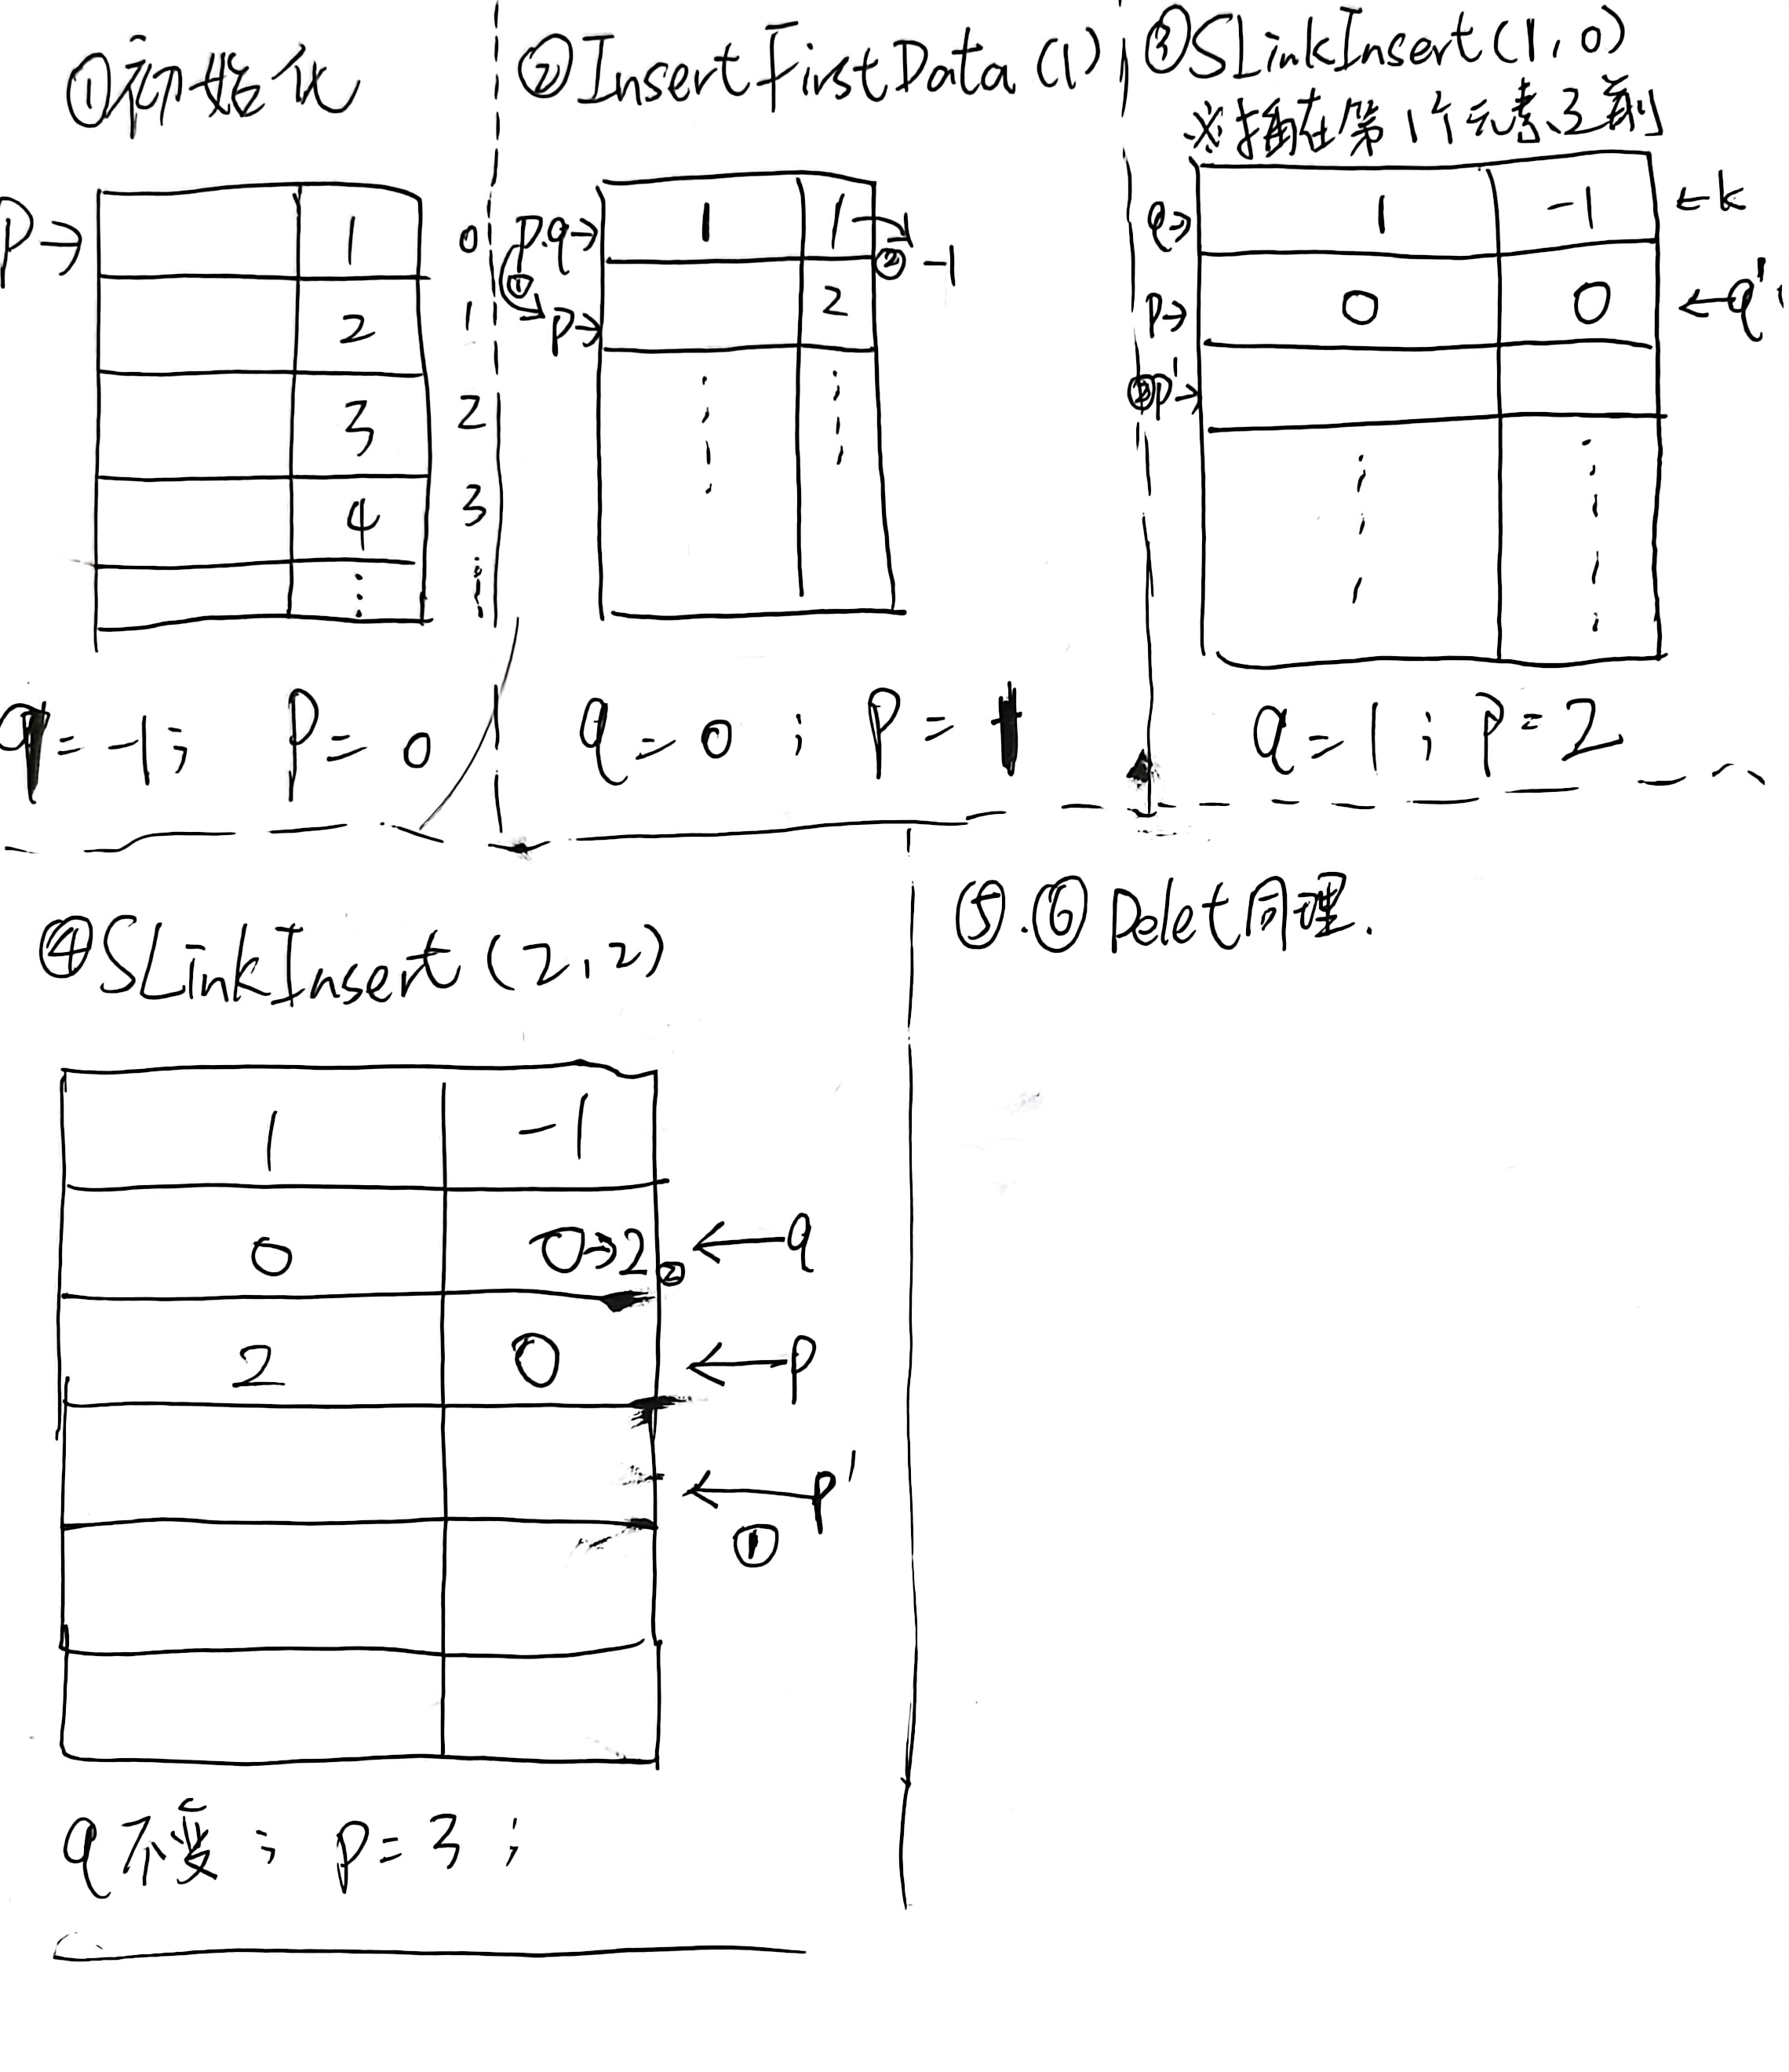 ①初始化
P→
1
0
2
1
3
2
4
3
q=-1; P=0
②InsertFirstData(1)
P.q→
1
1
② -1
①
P→
2
q=0; P=1
③SLinkInsert(1,0)
※插在第1个元素之前
q→
1
-1
←k
P→
0
0
←q'
P'→
q=1; P=2
④SLinkInsert(2,2)
1
-1
0
0→2
②
←q
2
0
←P
←P'
①
q不变; P=3;
⑤.⑥Delet同理.